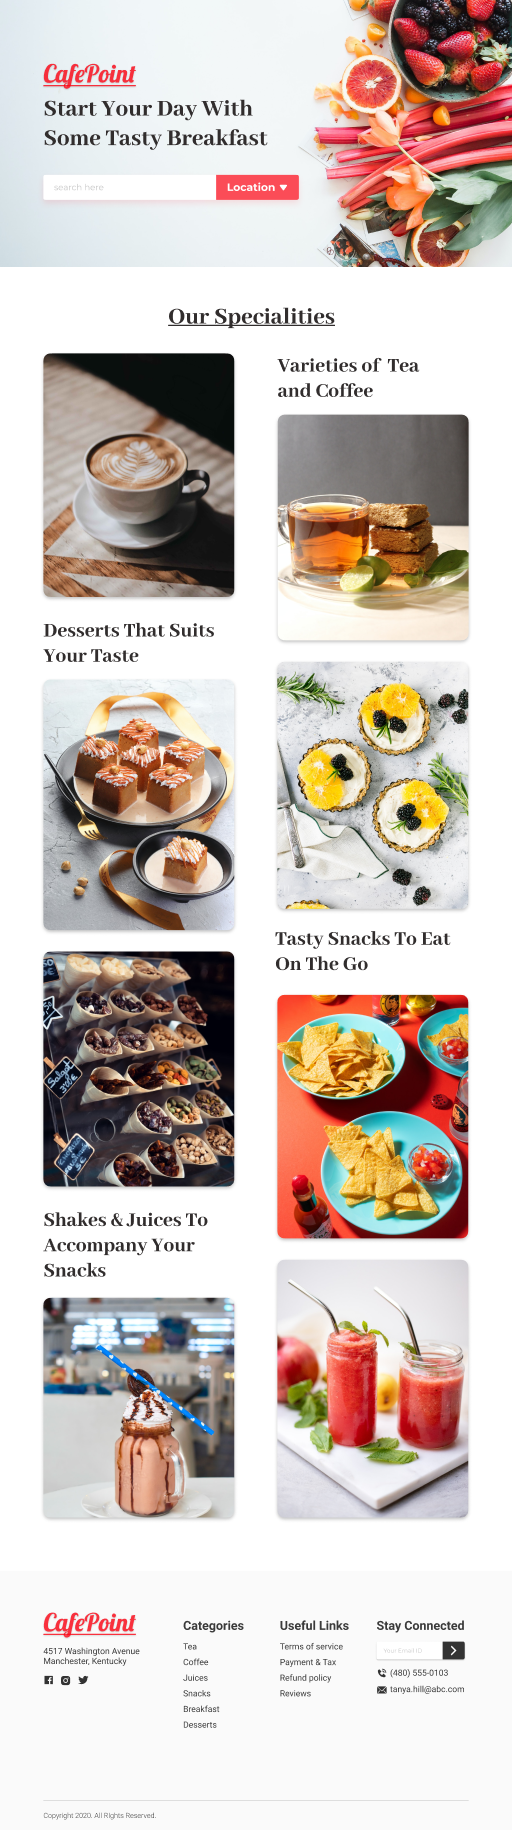 CafePoint
Start Your Day With
Some Tasty Breakfast
search here
Location
Our Specialities
Varieties of Tea
and Coffee
Desserts That Suits
Your Taste
Tasty Snacks To Eat
On The Go
Shakes & Juices To
Accompany Your
Snacks
CafePoint
4517 Washington Avenue
Manchester, Kentucky
Categories
Tea
Coffee
Juices
Snacks
Breakfast
Desserts
Useful Links
Terms of service
Payment & Tax
Refund policy
Reviews
Stay Connected
Your Email ID
(480) 555-0103
tanya.hill@abc.com
Copyright 2020. All Rights Reserved.